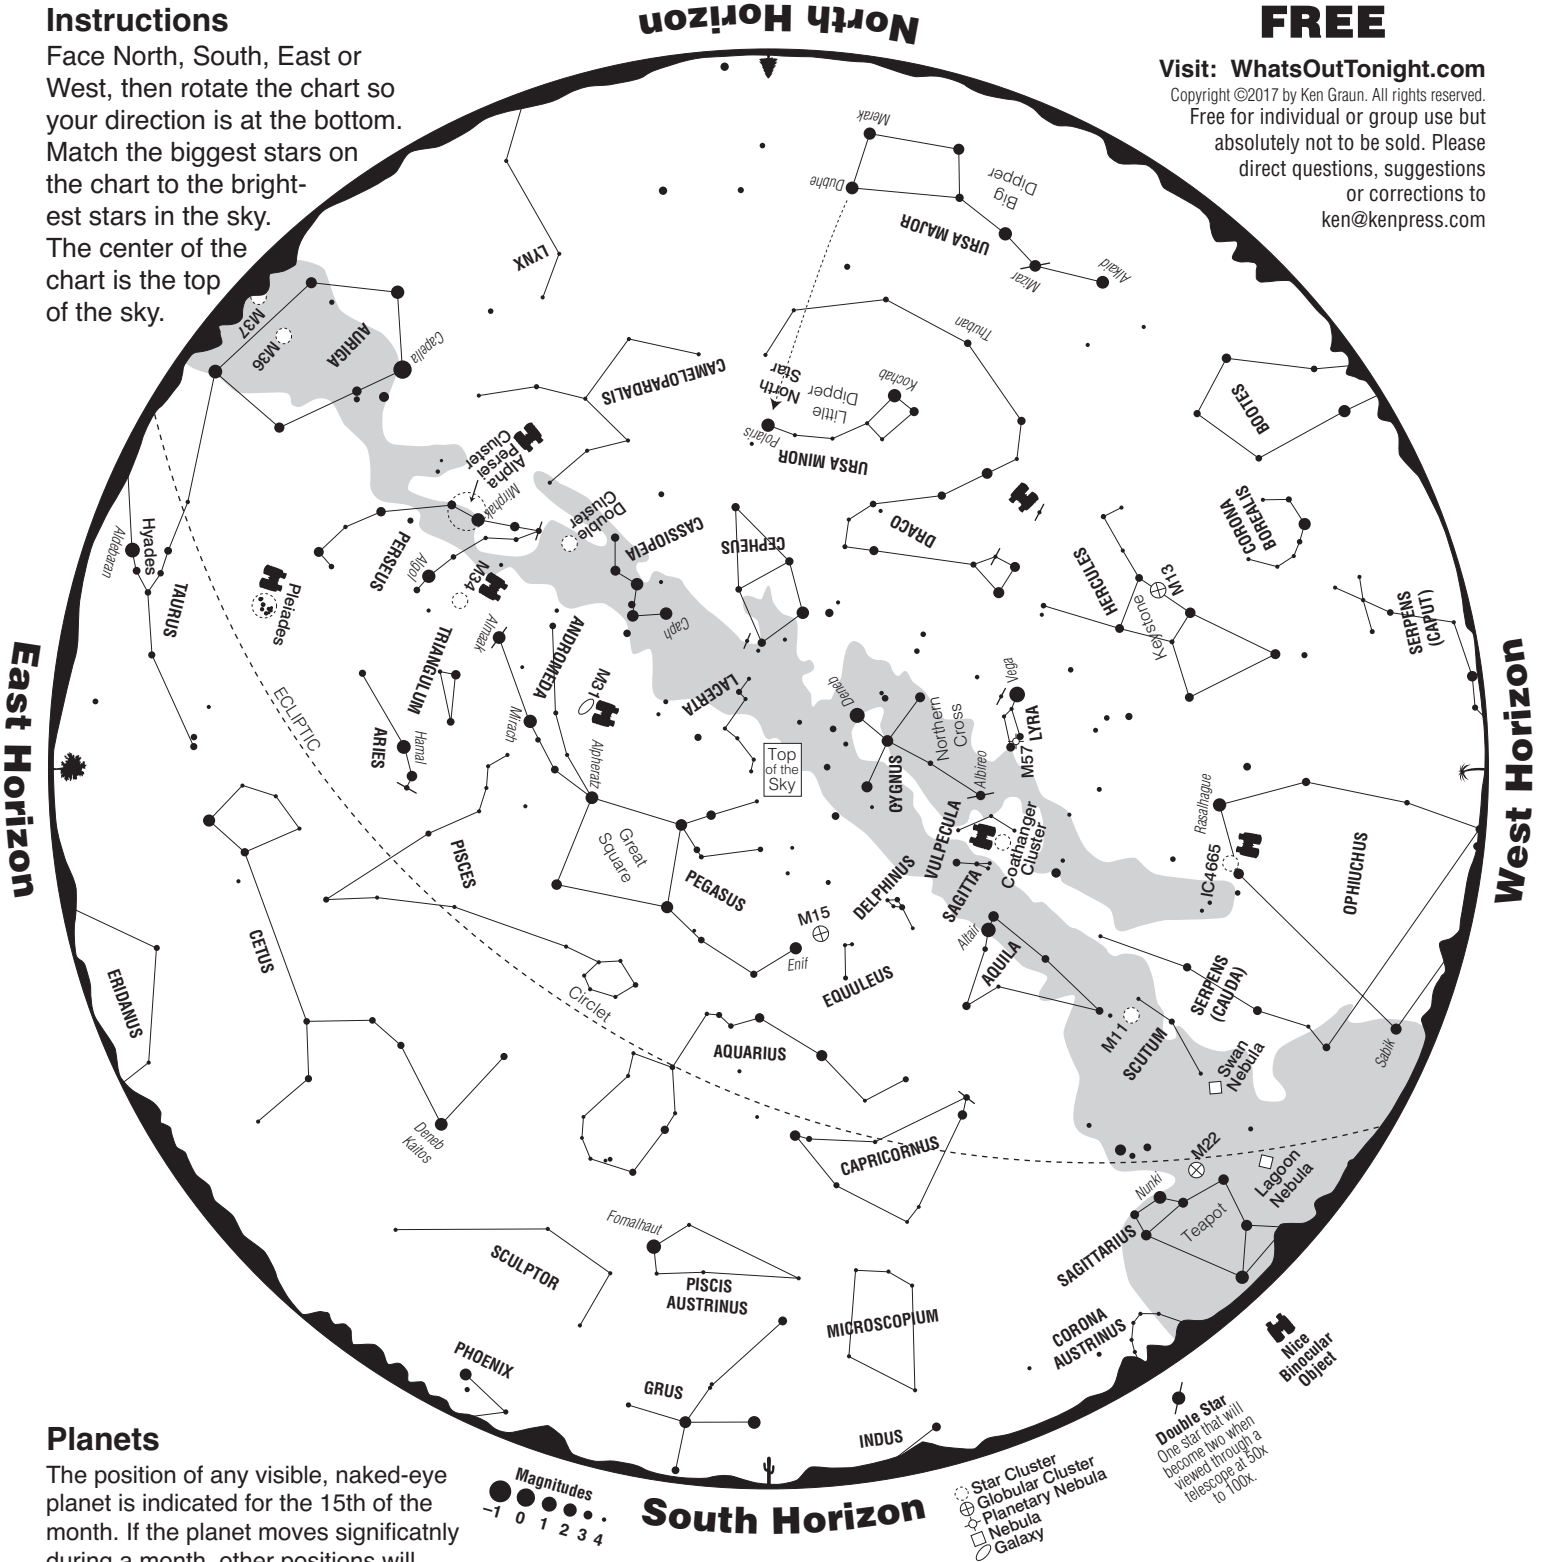 Instructions
Face North, South, East or
West, then rotate the chart so
your direction is at the bottom.
Match the biggest stars on
the chart to the bright-
est stars in the sky.
The center of the
chart is the top
of the sky.
North Horizon
FREE
Visit: WhatsOutTonight.com
Copyright ©2017 by Ken Graun. All rights reserved.
Free for individual or group use but
absolutely not to be sold. Please
direct questions, suggestions
or corrections to
ken@kenpress.com
Merak
Dubhe
Big
Dipper
URSA MAJOR
Mizar
Alkaid
LYNX
M37
M36
AURIGA
Capella
CAMELOPARDALIS
North
Star
Little
Dipper
Kochab
Thuban
Polaris
URSA MINOR
BOOTES
Alpha
Persei
Cluster
Mirphak
Double
Cluster
CASSIOPEIA
CEPHEUS
DRACO
CORONA
BOREALIS
HERCULES
M13
Keystone
SERPENS
(CAPUT)
Hyades
Aldebaran
TAURUS
Pleiades
PERSEUS
Algol
M34
Almaak
TRIANGULUM
ANDROMEDA
Caph
M31
LACERTA
Deneb
Northern
Cross
Vega
LYRA
M57
East Horizon
ECLIPTIC
ARIES
Hamal
Mirach
Alpheratz
Top
of the
Sky
CYGNUS
Albireo
Rasalhague
West Horizon
Great
Square
PISCES
PEGASUS
VULPECULA
Coathanger
Cluster
SAGITTA
DELPHINUS
IC4665
OPHIUCHUS
M15
Enif
EQUULEUS
Altair
AQUILA
CETUS
ERIDANUS
Circlet
AQUARIUS
M11
SCUTUM
SERPENS
(CAUDA)
Swan
Nebula
Sabik
Deneb
Kaitos
CAPRICORNUS
M22
Lagoon
Nebula
Nunki
Teapot
SAGITTARIUS
Fomalhaut
SCULPTOR
PISCIS
AUSTRINUS
MICROSCOPIUM
CORONA
AUSTRINUS
PHOENIX
GRUS
INDUS
Nice
Binocular
Object
Double Star
One star that will
become two when
viewed through a
telescope at 50x
to 100x.
Planets
The position of any visible, naked-eye
planet is indicated for the 15th of the
month. If the planet moves significatnly
during a month, other positions will
Magnitudes
–1 0 1 2 3 4
South Horizon
Star Cluster
Globular Cluster
Planetary Nebula
Nebula
Galaxy